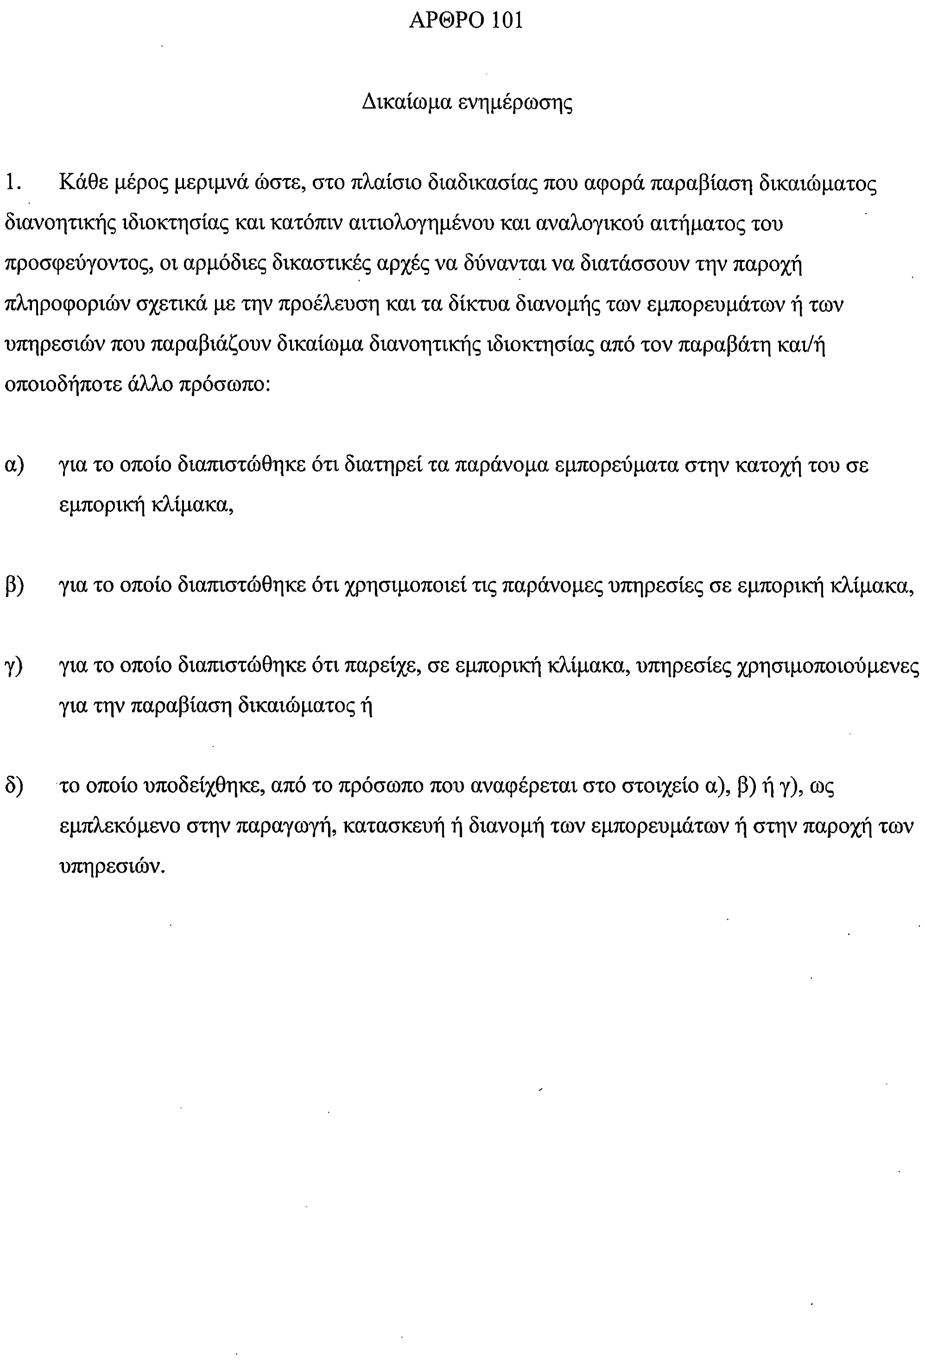 ΑΡΘΡΟ 101
Δικαίωμα ενημέρωσης
1. Κάθε μέρος μεριμνά ώστε, στο πλαίσιο διαδικασίας που αφορά παραβίαση δικαιώματος
διανοητικής ιδιοκτησίας και κατόπιν αιτιολογημένου και αναλογικού αιτήματος του
προσφεύγοντος, οι αρμόδιες δικαστικές αρχές να δύνανται να διατάσσουν την παροχή
πληροφοριών σχετικά με την προέλευση και τα δίκτυα διανομής των εμπορευμάτων ή των
υπηρεσιών που παραβιάζουν δικαίωμα διανοητικής ιδιοκτησίας από τον παραβάτη και/ή
οποιοδήποτε άλλο πρόσωπο:
α) για το οποίο διαπιστώθηκε ότι διατηρεί τα παράνομα εμπορεύματα στην κατοχή του σε
εμπορική κλίμακα,
β) για το οποίο διαπιστώθηκε ότι χρησιμοποιεί τις παράνομες υπηρεσίες σε εμπορική κλίμακα,
γ) για το οποίο διαπιστώθηκε ότι παρείχε, σε εμπορική κλίμακα, υπηρεσίες χρησιμοποιούμενες
για την παραβίαση δικαιώματος ή
δ) το οποίο υποδείχθηκε, από το πρόσωπο που αναφέρεται στο στοιχείο α), β) ή γ), ως
εμπλεκόμενο στην παραγωγή, κατασκευή ή διανομή των εμπορευμάτων ή στην παροχή των
υπηρεσιών.